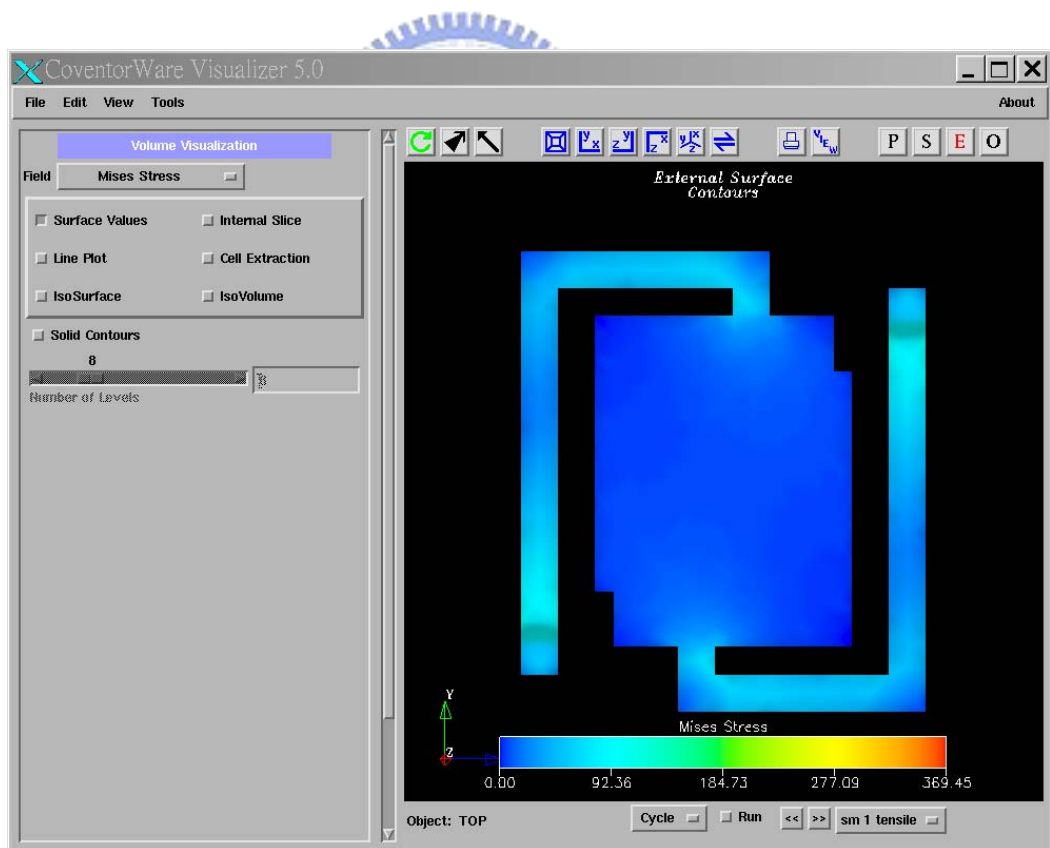 CoventorWare Visualizer 5.0
File Edit View Tools About
Volume Visualization
Field Mises Stress
Surface Values Internal Slice
Line Plot Cell Extraction
IsoSurface IsoVolume
Solid Contours
8
8
Number of Levels
y x z y z x y x z VIEW P S E O
External Surface
Contours
Y
Z
Mises Stress
0.00 92.36 184.73 277.09 369.45
Object: TOP Cycle Run << >> sm 1 tensile